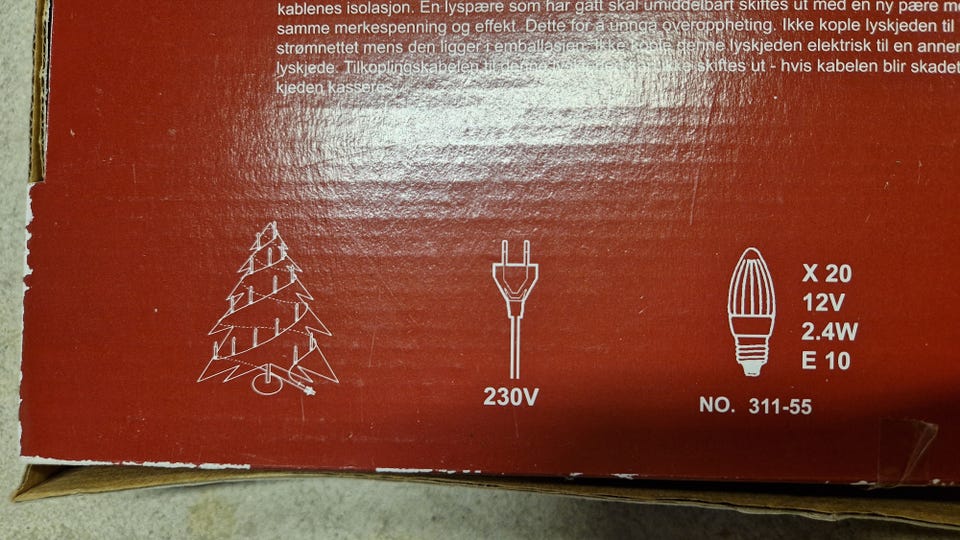 kablenes isolasjon. En lyspære som har gått skal umiddelbart skiftes ut med en ny pære m
samme merkespenning og effekt. Dette for å unngå overoppheting. Ikke kople lyskjeden til
strømnettet mens den ligger i emballasjen. Ikke kople denne lyskjeden elektrisk til en annen
lyskjede. Tilkoplingskabelen til denne lyskjeden kan ikke skiftes ut - hvis kabelen blir skadet
kjeden kasseres.
X 20
12V
2.4W
E 10
230V
NO. 311-55